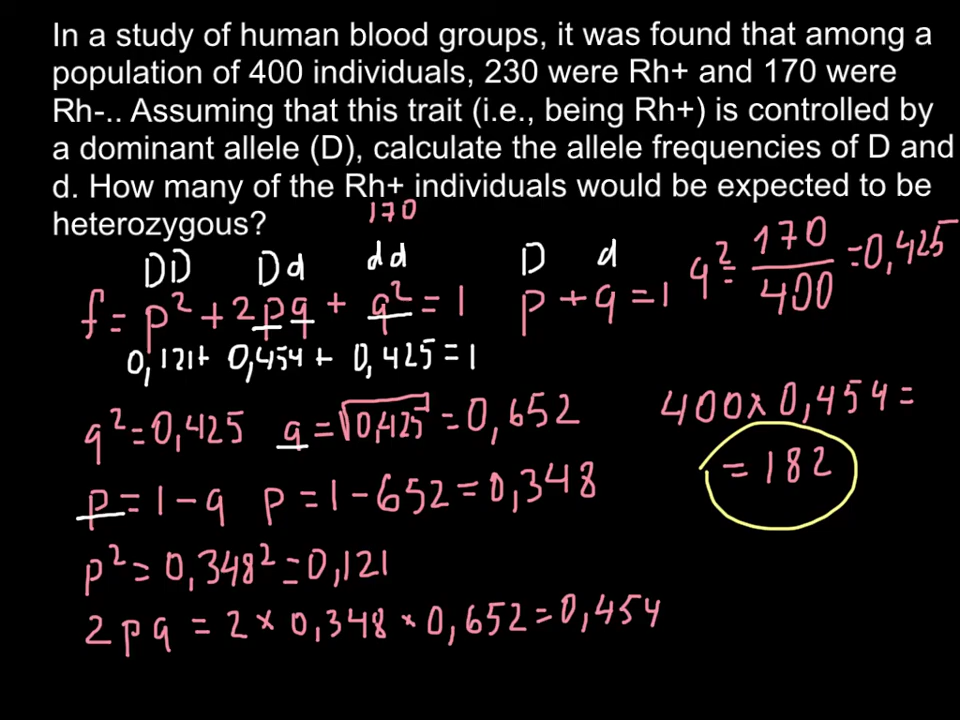 In a study of human blood groups, it was found that among a
population of 400 individuals, 230 were Rh+ and 170 were
Rh-.. Assuming that this trait (i.e., being Rh+) is controlled by
a dominant allele (D), calculate the allele frequencies of D and
d. How many of the Rh+ individuals would be expected to be
heterozygous?
170
DD Dd dd
f = p² + 2pq + q² = 1
0,121+ 0,454 + 0,425 = 1
D d
p + q = 1
q² = 170/400 = 0,425
q² = 0,425 q = √0,425 = 0,652
p = 1 - q p = 1 - 652 = 0,348
p² = 0,348² = 0,121
2pq = 2 × 0,348 × 0,652 = 0,454
400 × 0,454 =
= 182